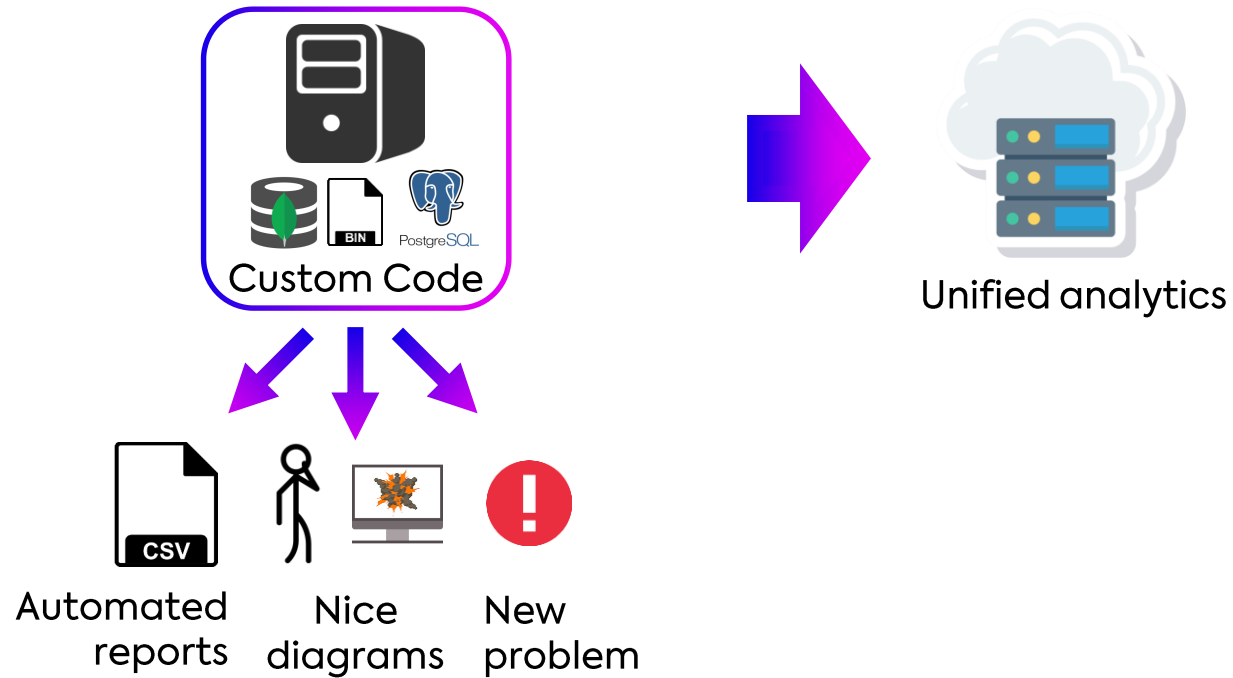 BIN
PostgreSQL
Custom Code
Unified analytics
CSV
Automated
reports
Nice
diagrams
New
problem